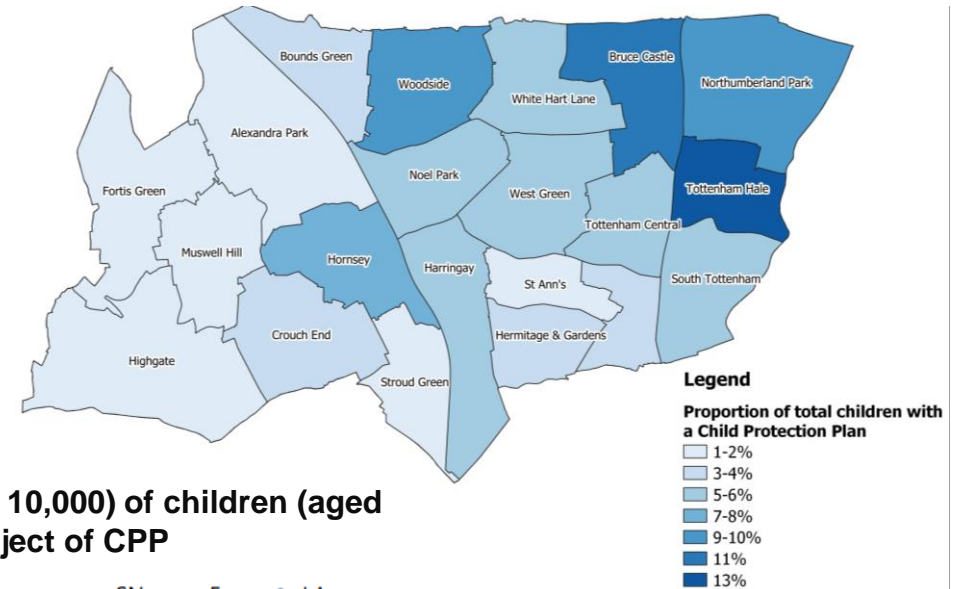 Bounds Green
Bruce Castle
Woodside
Northumberland Park
White Hart Lane
Alexandra Park
Noel Park
Fortis Green
West Green
Tottenham Hale
Tottenham Central
Muswell Hill
Hornsey
Harringay
South Tottenham
St Ann's
Crouch End
Hermitage & Gardens
Highgate
Stroud Green
Legend
Proportion of total children with
a Child Protection Plan
1-2%
3-4%
5-6%
7-8%
9-10%
11%
13%
10,000) of children (aged
ject of CPP